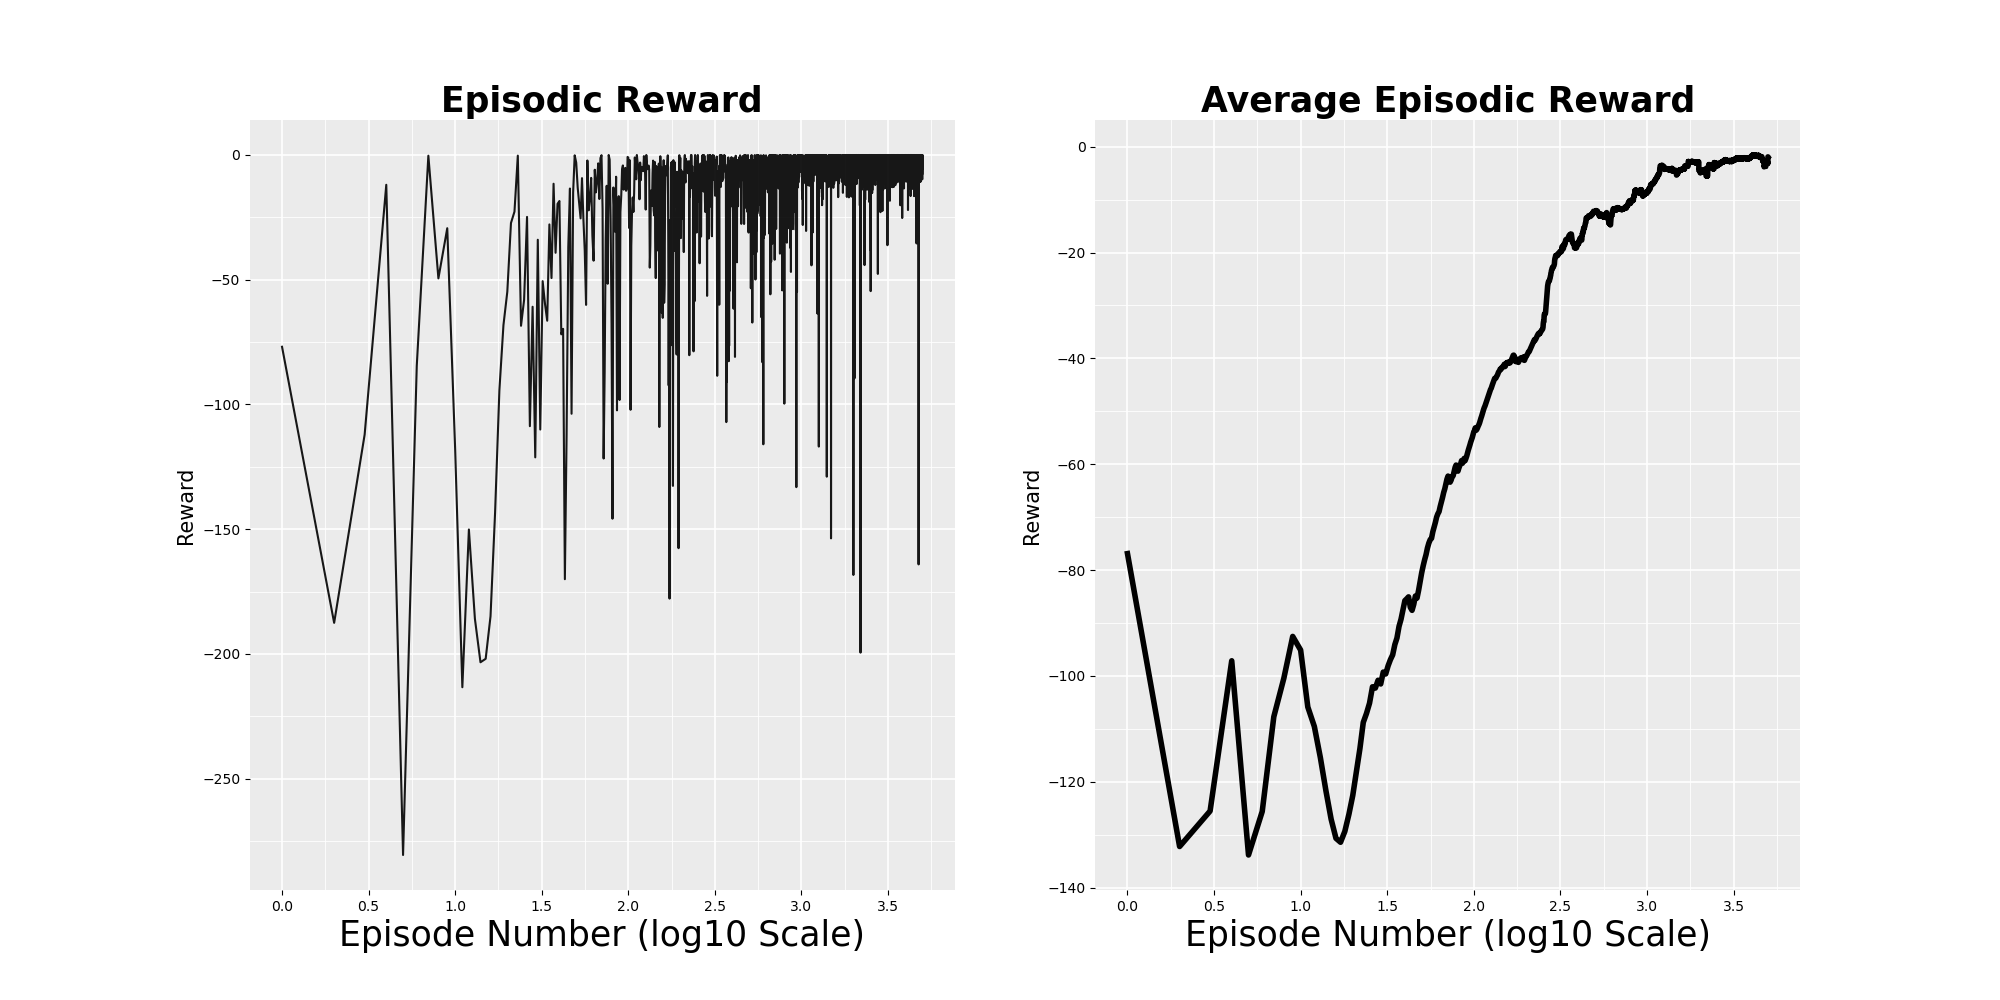 Episodic Reward
0
−50
−100
−150
−200
−250
Reward
0.0 0.5 1.0 1.5 2.0 2.5 3.0 3.5
Episode Number (log10 Scale)
Average Episodic Reward
0
−20
−40
−60
−80
−100
−120
−140
Reward
0.0 0.5 1.0 1.5 2.0 2.5 3.0 3.5
Episode Number (log10 Scale)